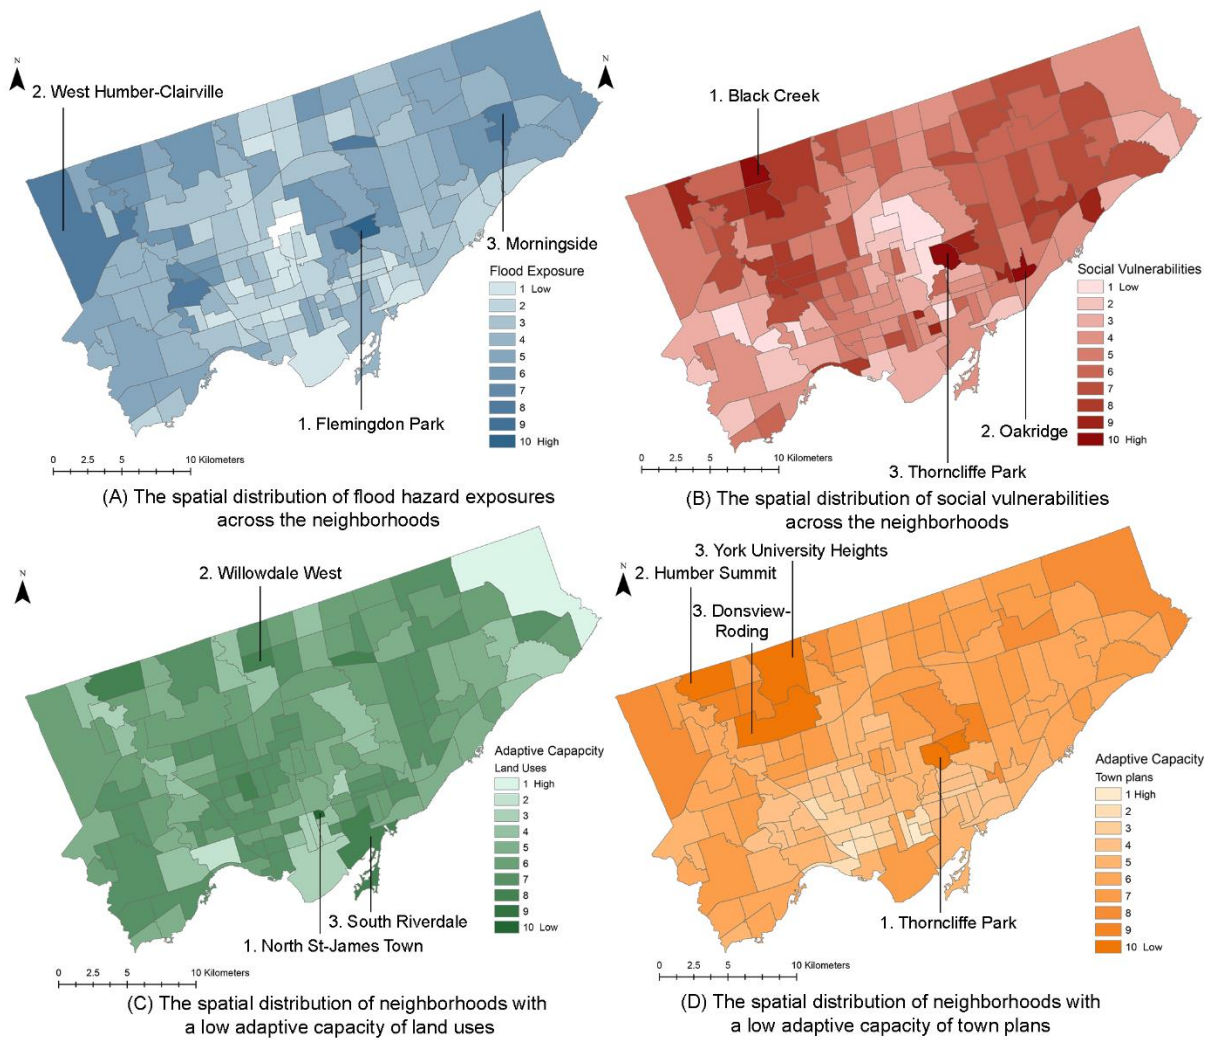 N
2. West Humber-Clairville
3. Morningside
Flood Exposure
1 Low
2
3
4
5
6
7
8
9
10 High
1. Flemingdon Park
0 2.5 5 10 Kilometers
(A) The spatial distribution of flood hazard exposures
across the neighborhoods
N
1. Black Creek
Social Vulnerabilities
1 Low
2
3
4
5
6
7
8
9
10 High
2. Oakridge
3. Thorncliffe Park
0 2.5 5 10 Kilometers
(B) The spatial distribution of social vulnerabilities
across the neighborhoods
N
2. Willowdale West
Adaptive Capapcity
Land Uses
1 High
2
3
4
5
6
7
8
9
10 Low
3. South Riverdale
1. North St-James Town
0 2.5 5 10 Kilometers
(C) The spatial distribution of neighborhoods with
a low adaptive capacity of land uses
N
3. York University Heights
2. Humber Summit
3. Donsview-
Roding
Adaptive Capacity
Town plans
1 High
2
3
4
5
6
7
8
9
10 Low
1. Thorncliffe Park
0 2.5 5 10 Kilometers
(D) The spatial distribution of neighborhoods with
a low adaptive capacity of town plans